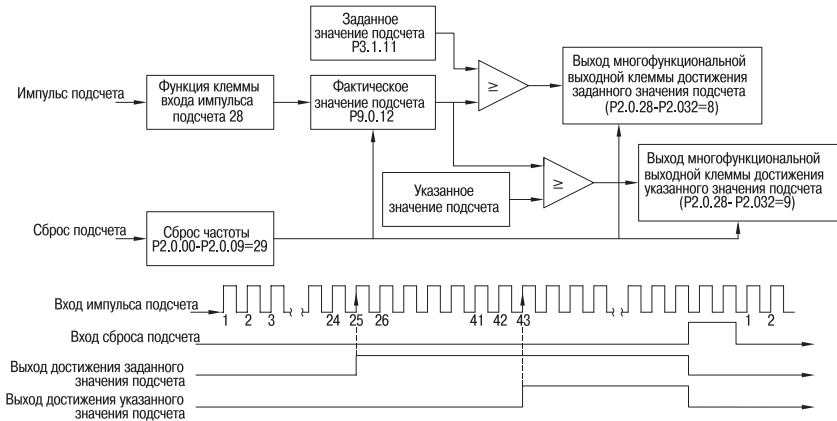 Заданное
значение подсчета
P3.1.11
Импульс подсчета
Функция клеммы
входа импульса
подсчета 28
Фактическое
значение подсчета
P9.0.12
≥
Выход многофункциональной
выходной клеммы достижения
заданного значения подсчета
(P2.0.28-P2.032=8)
Указанное
значение подсчета
≥
Выход многофункциональной
выходной клеммы достижения
указанного значения подсчета
(P2.0.28- P2.032=9)
Сброс подсчета
Сброс частоты
P2.0.00-P2.0.09=29
Вход импульса подсчета
1 2 3 24 25 26 41 42 43 1 2
Вход сброса подсчета
Выход достижения заданного
значения подсчета
Выход достижения указанного
значения подсчета